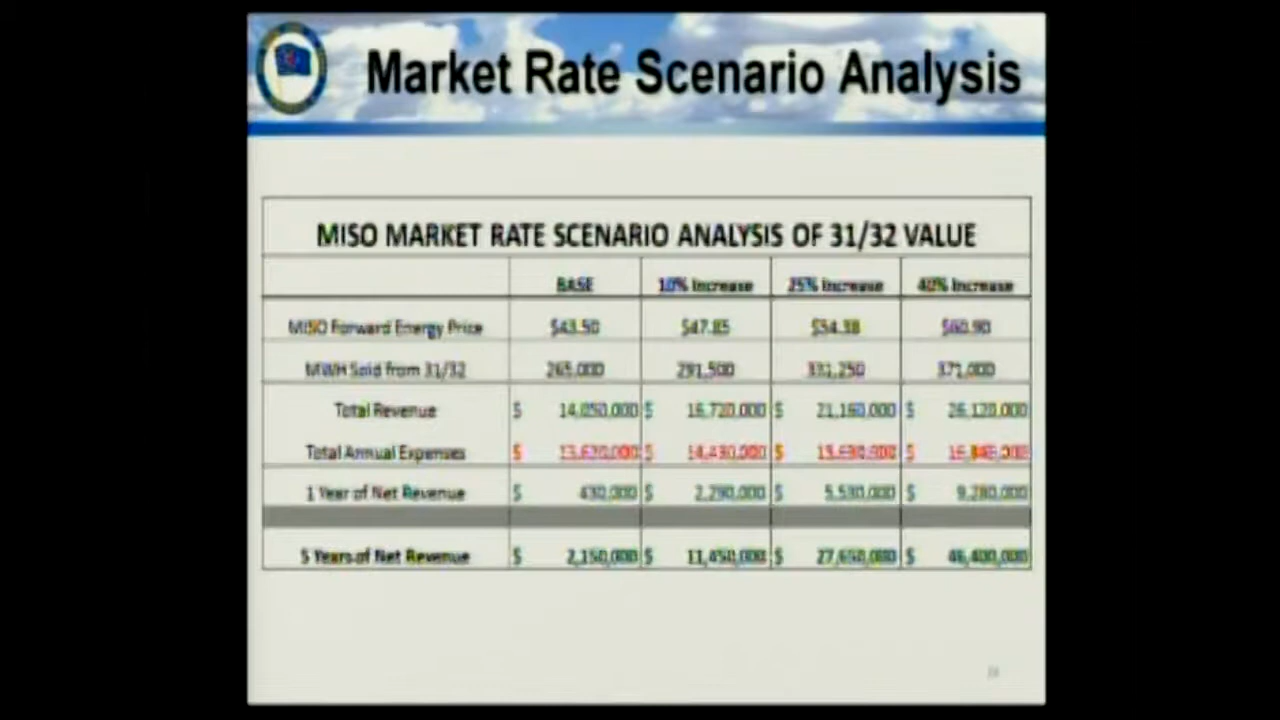 Market Rate Scenario Analysis
MISO MARKET RATE SCENARIO ANALYSIS OF 31/32 VALUE
BASE 10% Increase 25% Increase 40% Increase
MISO Forward Energy Price $43.50 $47.85 $54.38 $60.90
MWH Sold from 31/32 265,000 291,500 331,250 371,000
Total Revenue $ 14,050,000 $ 16,720,000 $ 21,160,000 $ 26,120,000
Total Annual Expenses $ 13,620,000 $ 14,430,000 $ 15,630,000 $
1 Year of Net Revenue $ 430,000 $ 2,290,000 $ 5,530,000 $ 9,280,000
5 Years of Net Revenue $ 2,150,000 $ 11,450,000 $ 27,650,000 $ 46,400,000